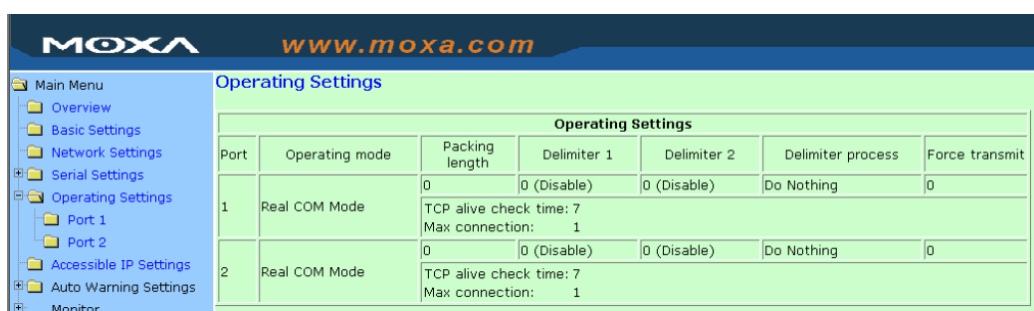 MOXA www.moxa.com
Main Menu
Overview
Basic Settings
Network Settings
Serial Settings
Operating Settings
Port 1
Port 2
Accessible IP Settings
Auto Warning Settings
Monitor
Operating Settings
Operating Settings
Port Operating mode Packing length Delimiter 1 Delimiter 2 Delimiter process Force transmit
1 Real COM Mode 0 0 (Disable) 0 (Disable) Do Nothing 0
TCP alive check time: 7
Max connection: 1
2 Real COM Mode 0 0 (Disable) 0 (Disable) Do Nothing 0
TCP alive check time: 7
Max connection: 1